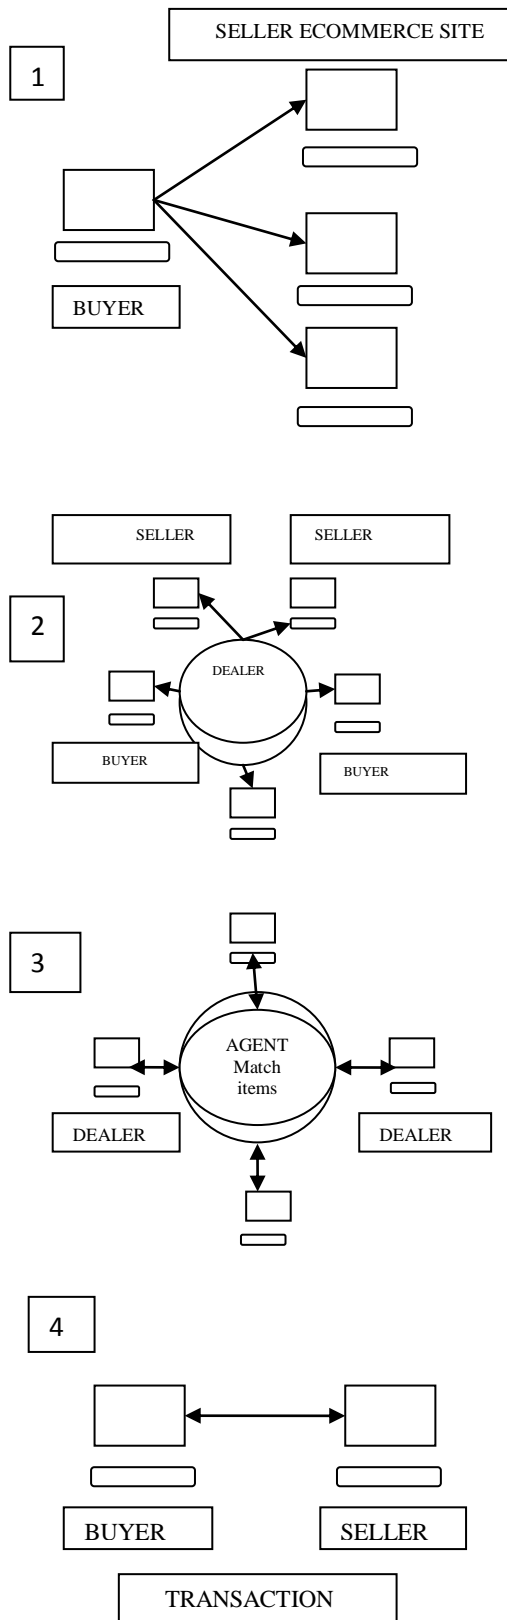 SELLER ECOMMERCE SITE
1
BUYER
SELLER
SELLER
2
DEALER
BUYER
BUYER
3
AGENT
Match
items
DEALER
DEALER
4
BUYER
SELLER
TRANSACTION